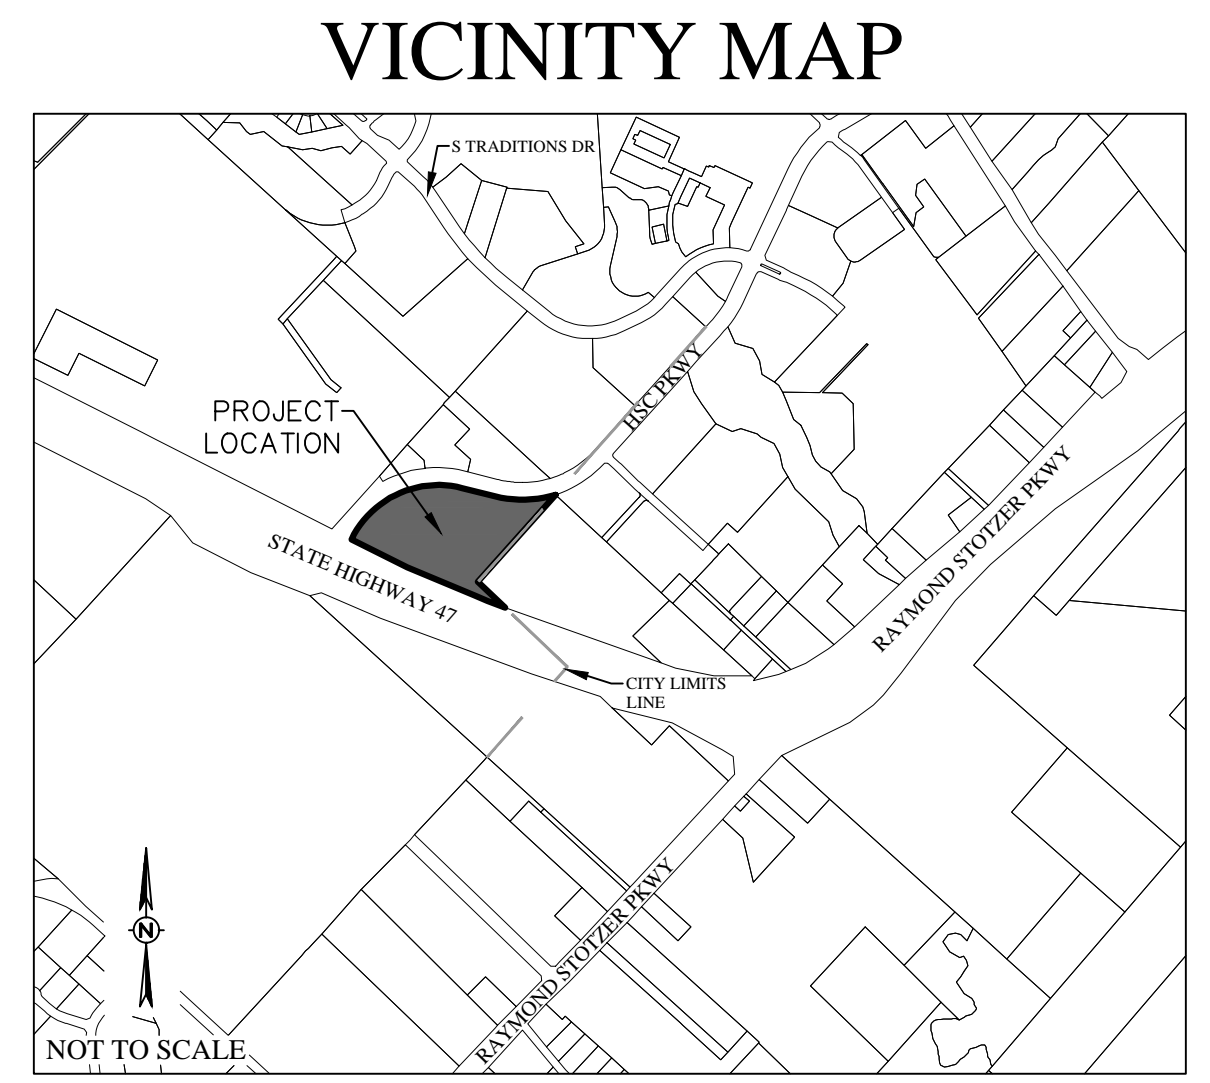 VICINITY MAP
S TRADITIONS DR
HSC PKWY
PROJECT
LOCATION
STATE HIGHWAY 47
RAYMOND STOTZER PKWY
CITY LIMITS
LINE
RAYMOND STOTZER PKWY
N
NOT TO SCALE